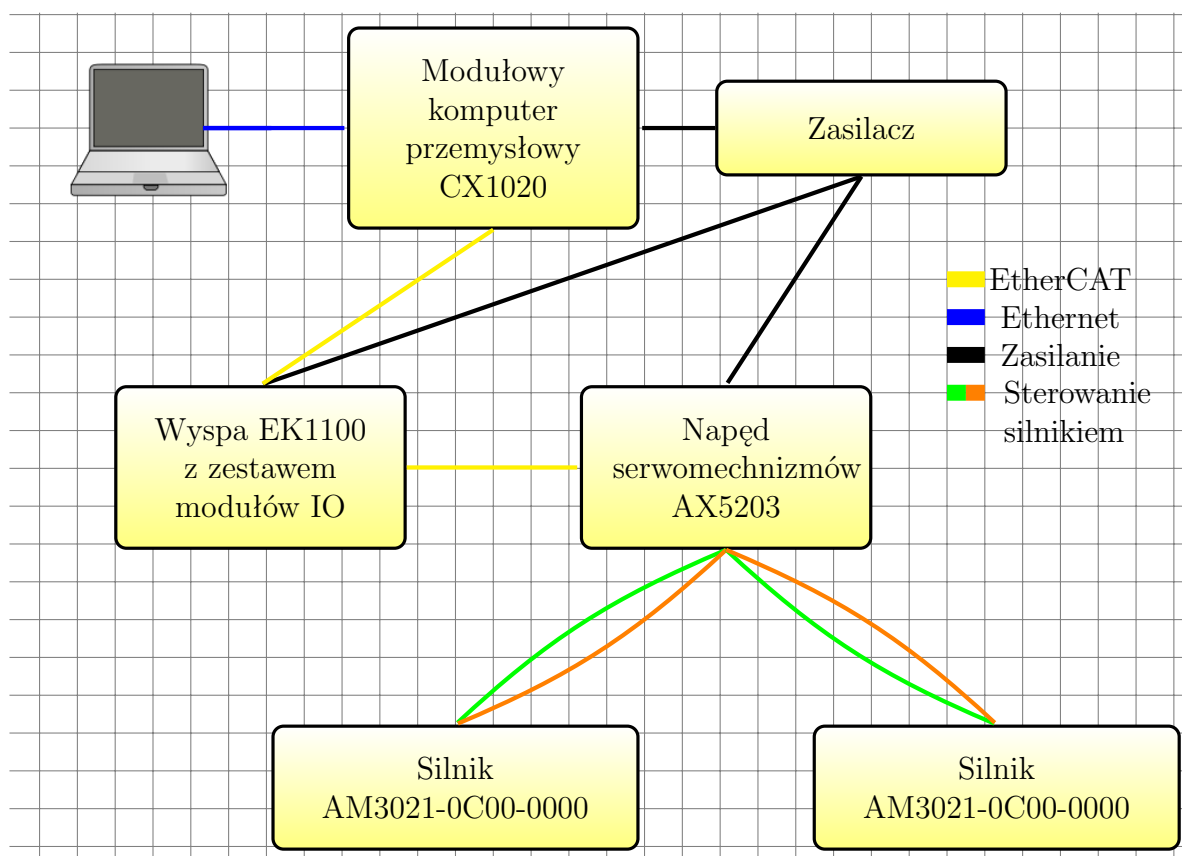 Modułowy
komputer
przemysłowy
CX1020
Zasilacz
EtherCAT
Ethernet
Zasilanie
Sterowanie
silnikiem
Wyspa EK1100
z zestawem
modułów IO
Napęd
serwomechnizmów
AX5203
Silnik
AM3021-0C00-0000
Silnik
AM3021-0C00-0000